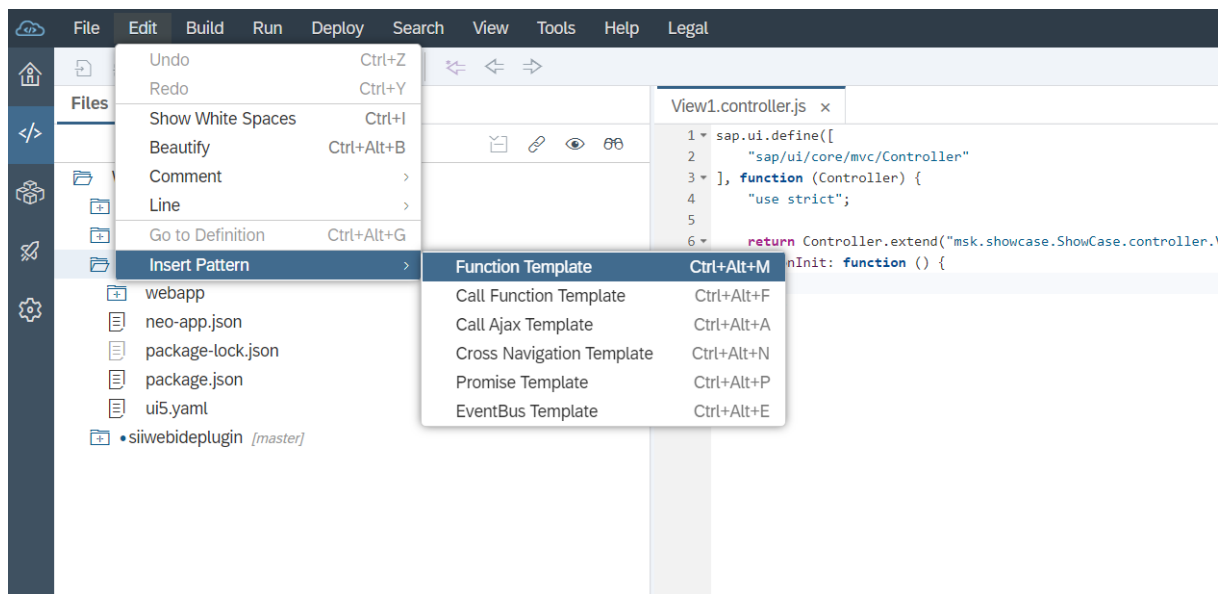 File Edit Build Run Deploy Search View Tools Help Legal
Undo Ctrl+Z
Redo Ctrl+Y
Show White Spaces Ctrl+I
Beautify Ctrl+Alt+B
Comment
Line
Go to Definition Ctrl+Alt+G
Insert Pattern
Function Template Ctrl+Alt+M
Call Function Template Ctrl+Alt+F
Call Ajax Template Ctrl+Alt+A
Cross Navigation Template Ctrl+Alt+N
Promise Template Ctrl+Alt+P
EventBus Template Ctrl+Alt+E
Files
webapp
neo-app.json
package-lock.json
package.json
ui5.yaml
siiwebideplugin [master]
View1.controller.js ×
1 sap.ui.define([
2 "sap/ui/core/mvc/Controller"
3 ], function (Controller) {
4 "use strict";
5
6 return Controller.extend("msk.showcase.ShowCase.controller.
nInit: function () {